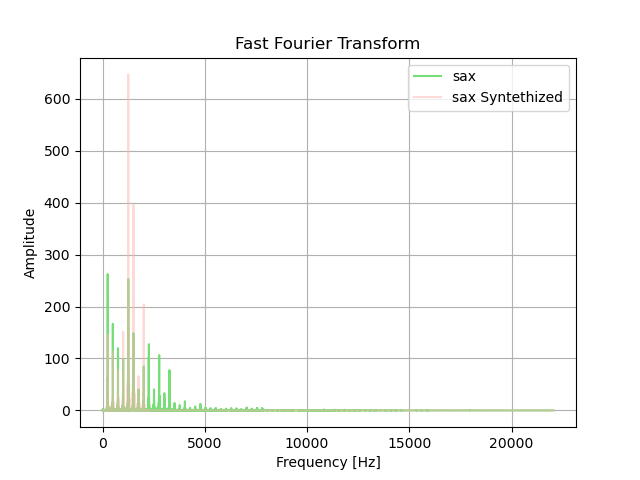 Fast Fourier Transform
sax
sax Syntethized
600
500
400
300
200
100
0
Amplitude
0 5000 10000 15000 20000
Frequency [Hz]